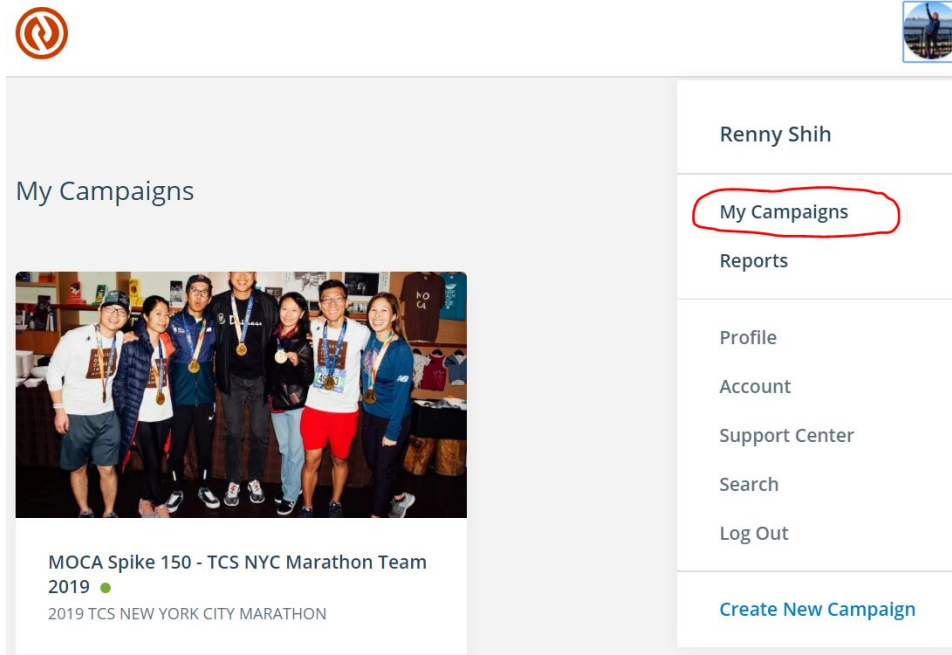 Renny Shih
My Campaigns
My Campaigns
Reports
Profile
Account
Support Center
Search
Log Out
Create New Campaign
MOCA Spike 150 - TCS NYC Marathon Team
2019
2019 TCS NEW YORK CITY MARATHON